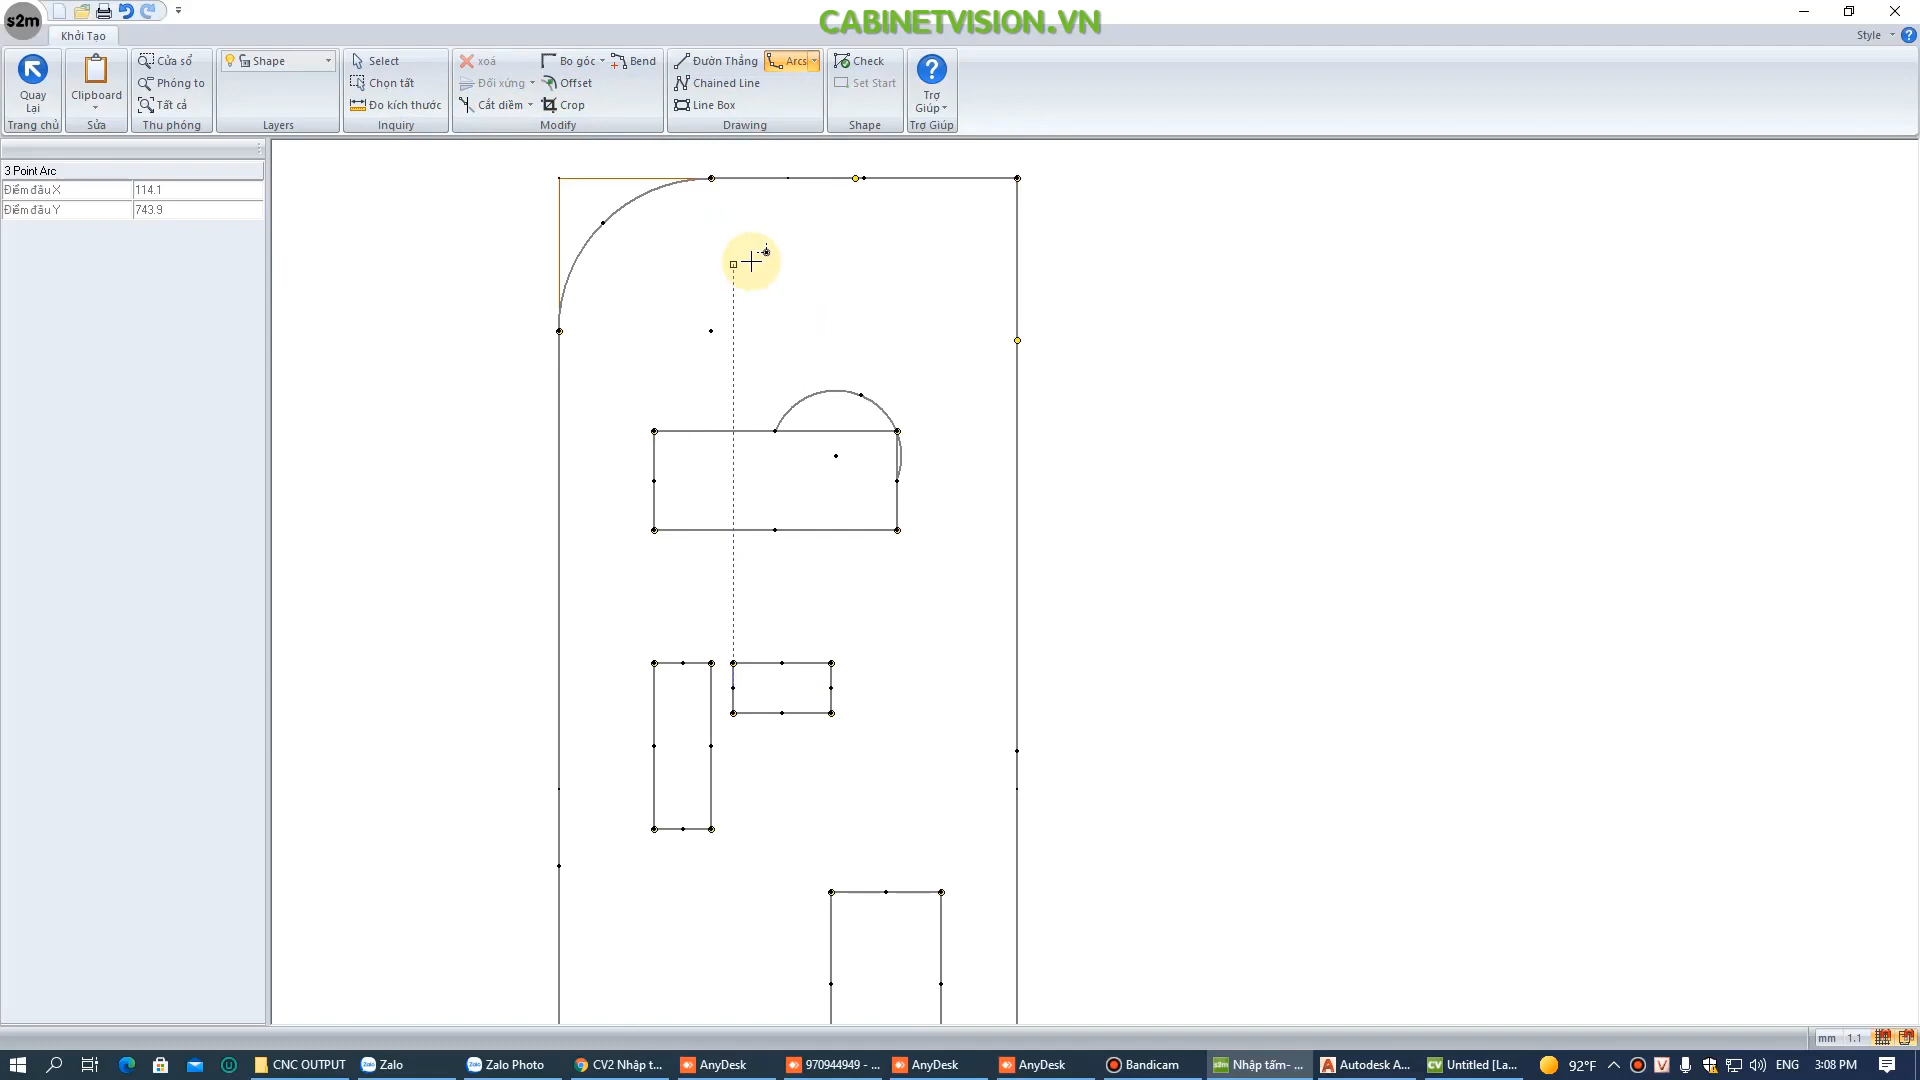 s2m
CABINETVISION.VN
Khởi Tạo
Style
Quay
Lại
Trang chủ
Clipboard
Sửa
Cửa sổ
Phóng to
Tất cả
Thu phóng
Shape
Layers
Select
Chọn tất
Đo kích thước
Inquiry
xoá
Đối xứng
Cắt điểm
Bo góc
Offset
Crop
Bend
Modify
Đườn Thẳng
Chained Line
Line Box
Arcs
Drawing
Check
Set Start
Shape
Trợ
Giúp
Trợ Giúp
3 Point Arc
Điểm đầu X 114.1
Điểm đầu Y 743.9
mm 1.1
CNC OUTPUT
Zalo
Zalo Photo
CV2 Nhập t...
AnyDesk
970944949 - ...
AnyDesk
AnyDesk
Bandicam
Nhập tấm- ...
Autodesk A...
Untitled [La...
92°F
ENG
3:08 PM